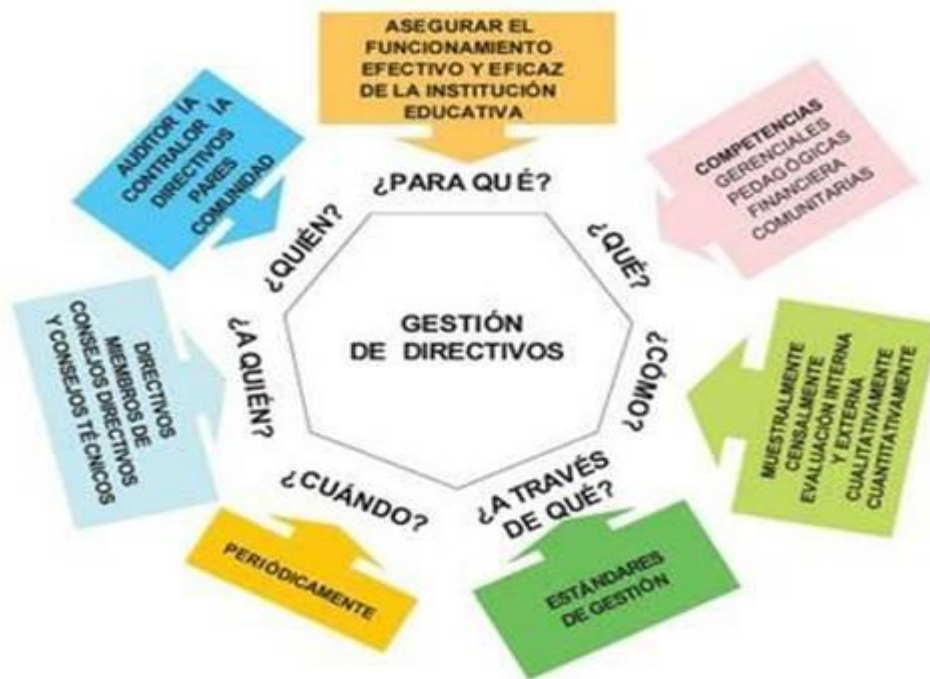 ASEGURAR EL
FUNCIONAMIENTO
EFECTIVO Y EFICAZ
DE LA INSTITUCIÓN
EDUCATIVA
¿PARA QUÉ?
COMPETENCIAS
GERENCIALES
PEDAGÓGICAS
FINANCIERA
COMUNITARIAS
¿QUÉ?
MUESTRALMENTE
CENSALMENTE
EVALUACIÓN INTERNA
Y EXTERNA
CUALITATIVAMENTE
CUANTITATIVAMENTE
¿CÓMO?
ESTÁNDARES
DE GESTIÓN
¿A TRAVÉS
DE QUÉ?
PERIÓDICAMENTE
¿CUÁNDO?
DIRECTIVOS
MIEMBROS DE
CONSEJOS DIRECTIVOS
Y CONSEJOS TÉCNICOS
¿A QUIÉN?
AUDITOR ÍA
CONTRALOR ÍA
DIRECTIVOS
PARES
COMUNIDAD
¿QUIÉN?
GESTIÓN
DE DIRECTIVOS